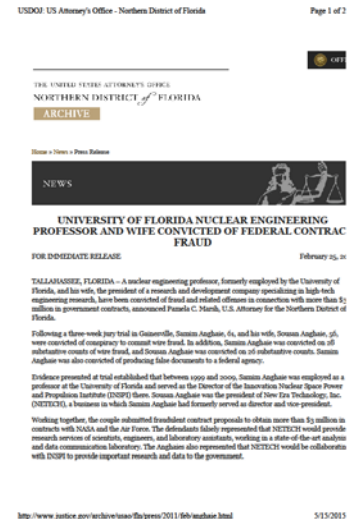 USDOJ: US Attorney's Office - Northern District of Florida
Page 1 of 2
OFFI
THE UNITED STATES ATTORNEY'S OFFICE
NORTHERN DISTRICT of FLORIDA
ARCHIVE
Home » News » Press Release
NEWS
UNIVERSITY OF FLORIDA NUCLEAR ENGINEERING
PROFESSOR AND WIFE CONVICTED OF FEDERAL CONTRAC
FRAUD
FOR IMMEDIATE RELEASE
February 25, 20
TALLAHASSEE, FLORIDA – A nuclear engineering professor, formerly employed by the University of
Florida, and his wife, the president of a research and development company specializing in high-tech
engineering research, have been convicted of fraud and related offenses in connection with more than $3
million in government contracts, announced Pamela C. Marsh, U.S. Attorney for the Northern District of
Florida.
Following a three-week jury trial in Gainesville, Samim Anghaie, 61, and his wife, Sousan Anghaie, 56,
were convicted of conspiracy to commit wire fraud. In addition, Samim Anghaie was convicted on 28
substantive counts of wire fraud, and Sousan Anghaie was convicted on 26 substantive counts. Samim
Anghaie was also convicted of producing false documents to a federal agency.
Evidence presented at trial established that between 1999 and 2009, Samim Anghaie was employed as a
professor at the University of Florida and served as the Director of the Innovation Nuclear Space Power
and Propulsion Institute (INSPI) there. Sousan Anghaie was the president of New Era Technology, Inc.
(NETECH), a business in which Samim Anghaie had formerly served as director and vice-president.
Working together, the couple submitted fraudulent contract proposals to obtain more than $3 million in
contracts with NASA and the Air Force. The defendants falsely represented that NETECH would provide
research services of scientists, engineers, and laboratory assistants, working in a state-of-the-art analysis
and data communication laboratory. The Anghaies also represented that NETECH would be collaboratin
with INSPI to provide important research and data to the government.
http://www.justice.gov/archive/usao/fln/press/2011/feb/anghaie.html
5/15/2015